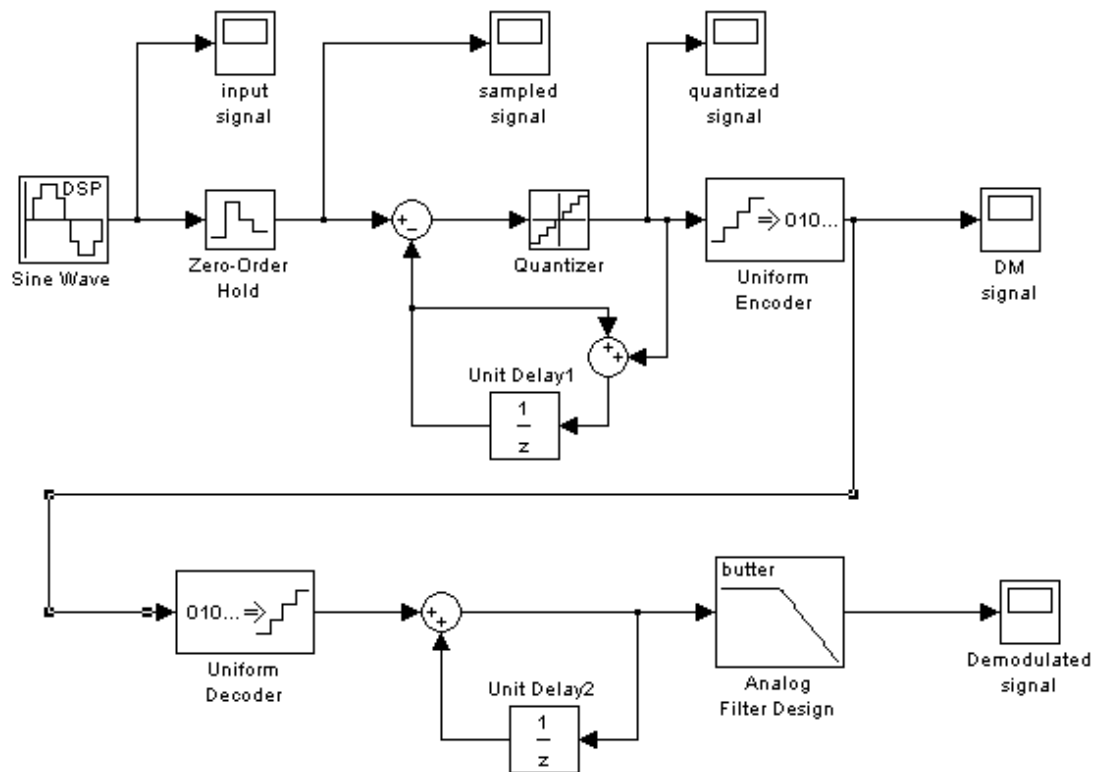 input
signal
sampled
signal
quantized
signal
DSP
Sine Wave
Zero-Order
Hold
+
−
Quantizer
⇒ 010...
Uniform
Encoder
DM
signal
+
+
Unit Delay1
1
z
010... ⇒
Uniform
Decoder
+
+
Unit Delay2
1
z
butter
Analog
Filter Design
Demodulated
signal